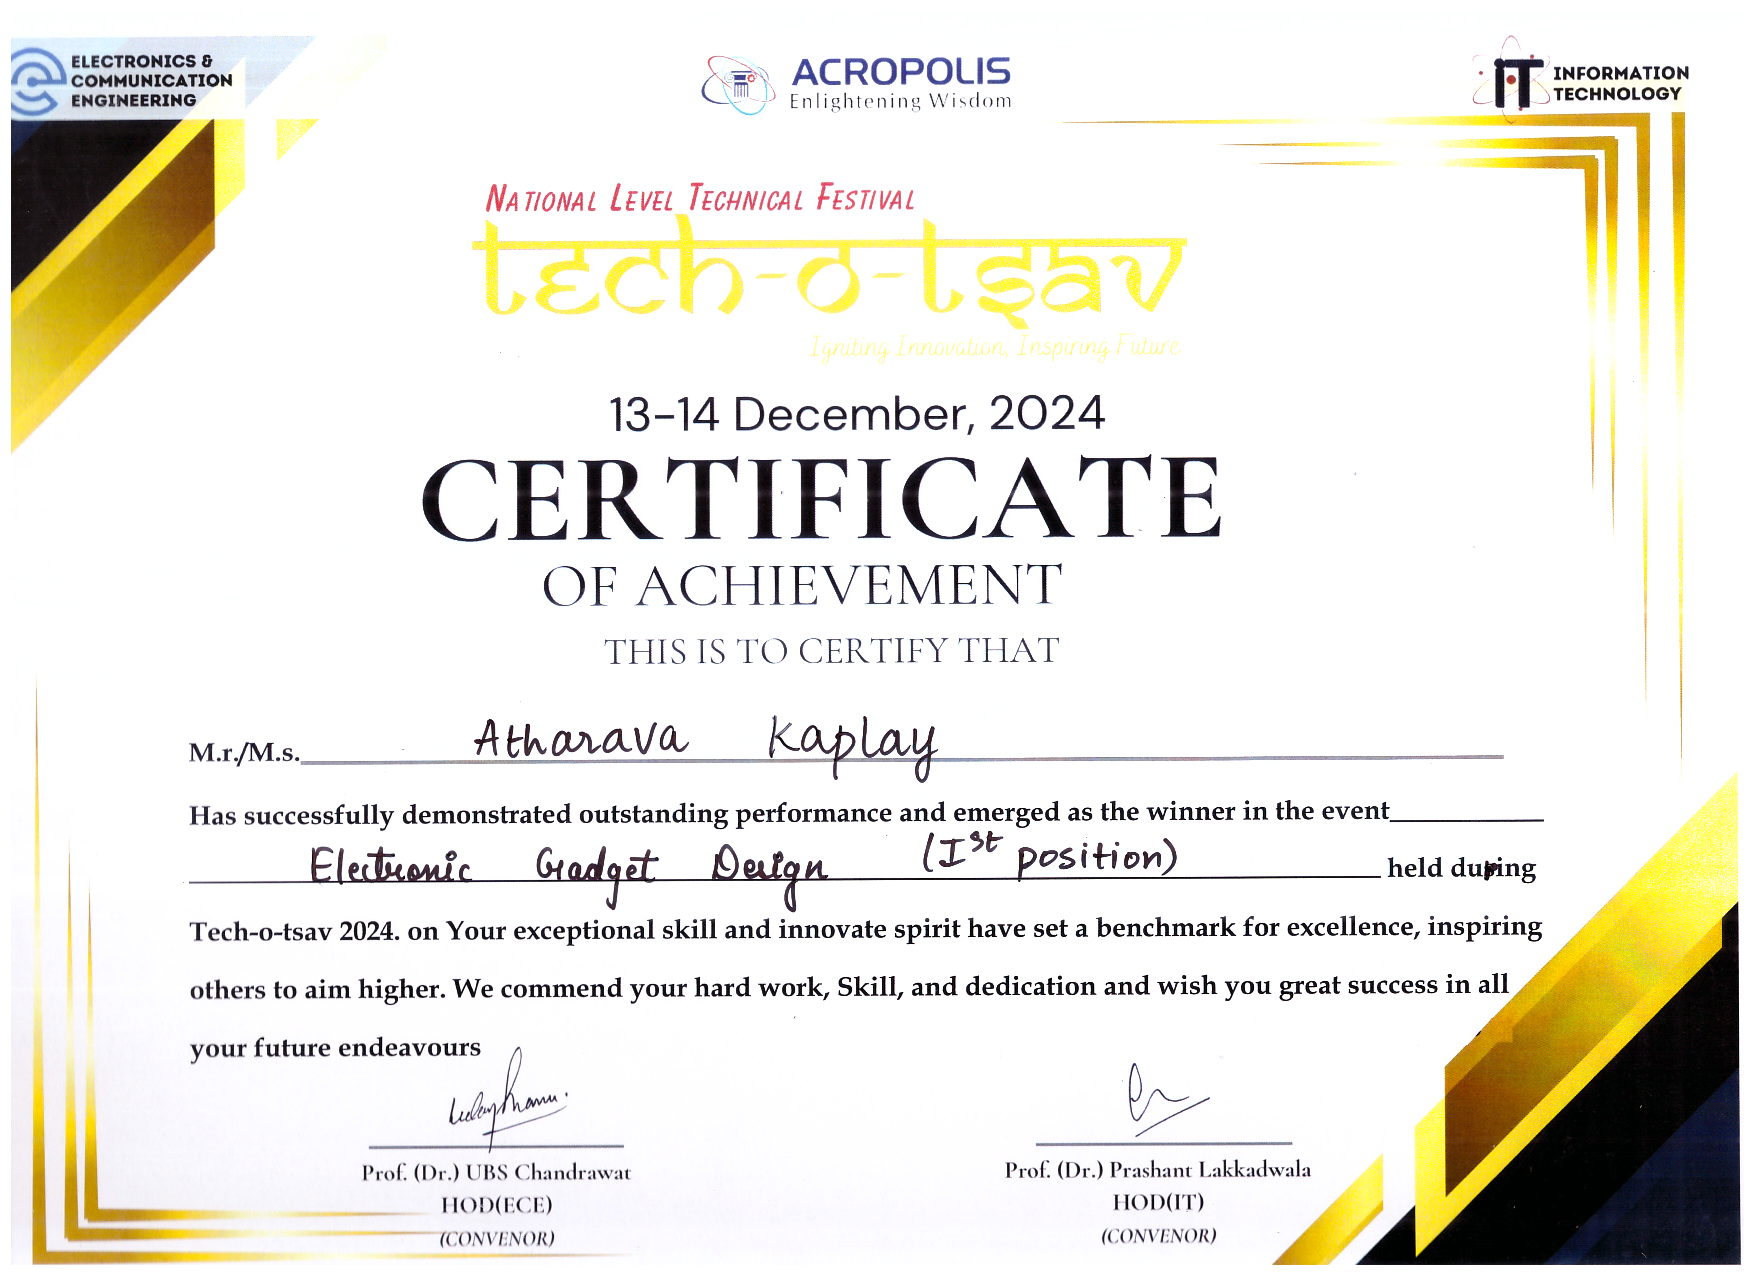 ELECTRONICS &
COMMUNICATION
ENGINEERING
ACROPOLIS
Enlightening Wisdom
IT INFORMATION
TECHNOLOGY
NATIONAL LEVEL TECHNICAL FESTIVAL
tech-o-tsav
Igniting Innovation, Inspiring Future
13-14 December, 2024
CERTIFICATE
OF ACHIEVEMENT
THIS IS TO CERTIFY THAT
M.r./M.s. Atharava Kaplay
Has successfully demonstrated outstanding performance and emerged as the winner in the event
Electronic Gadget Design (Ist position) held during
Tech-o-tsav 2024. on Your exceptional skill and innovate spirit have set a benchmark for excellence, inspiring
others to aim higher. We commend your hard work, Skill, and dedication and wish you great success in all
your future endeavours
Prof. (Dr.) UBS Chandrawat
HOD(ECE)
(CONVENOR)
Prof. (Dr.) Prashant Lakkadwala
HOD(IT)
(CONVENOR)